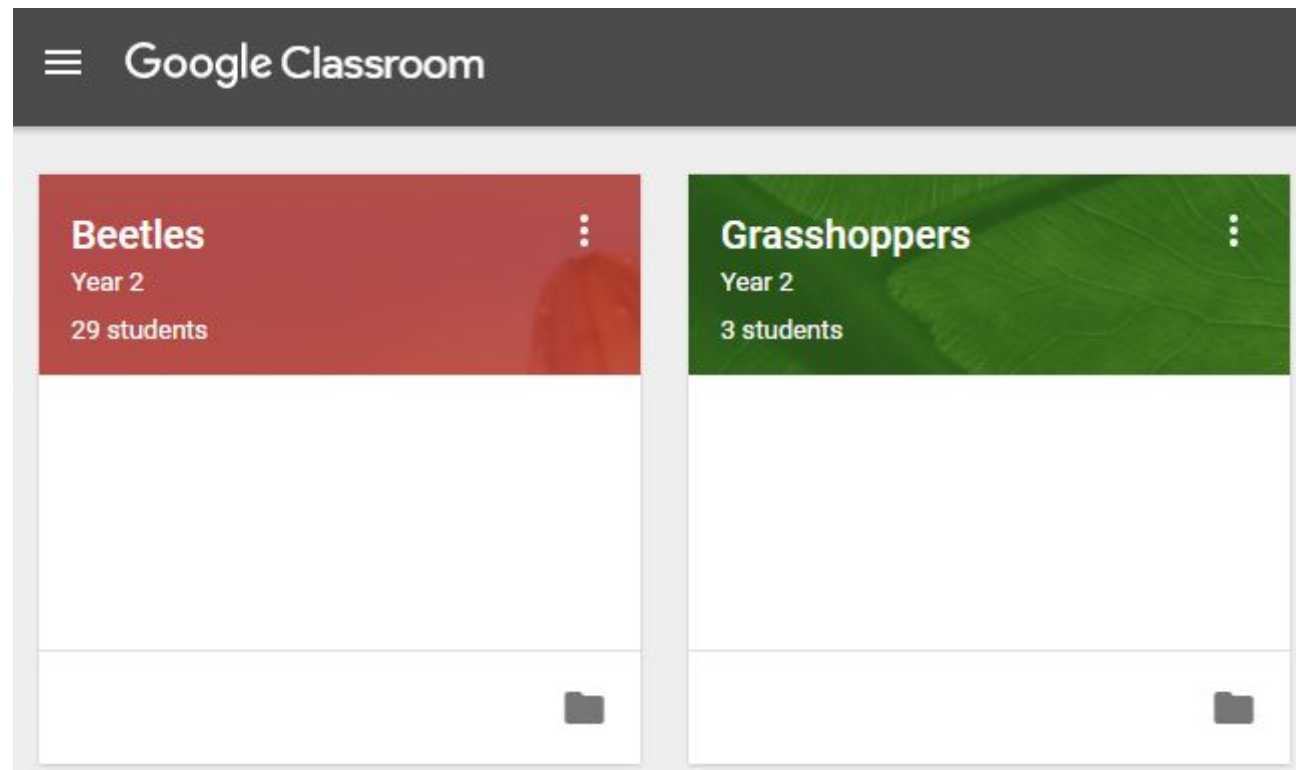 Google Classroom
Beetles
Year 2
29 students
Grasshoppers
Year 2
3 students